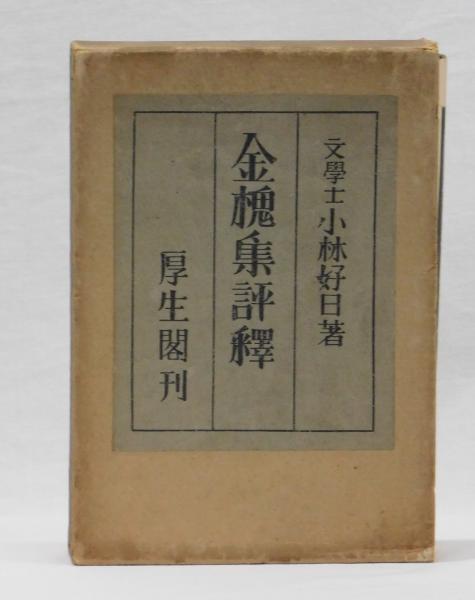 文學士 小林好日著
金槐集評釋
厚生閣刊